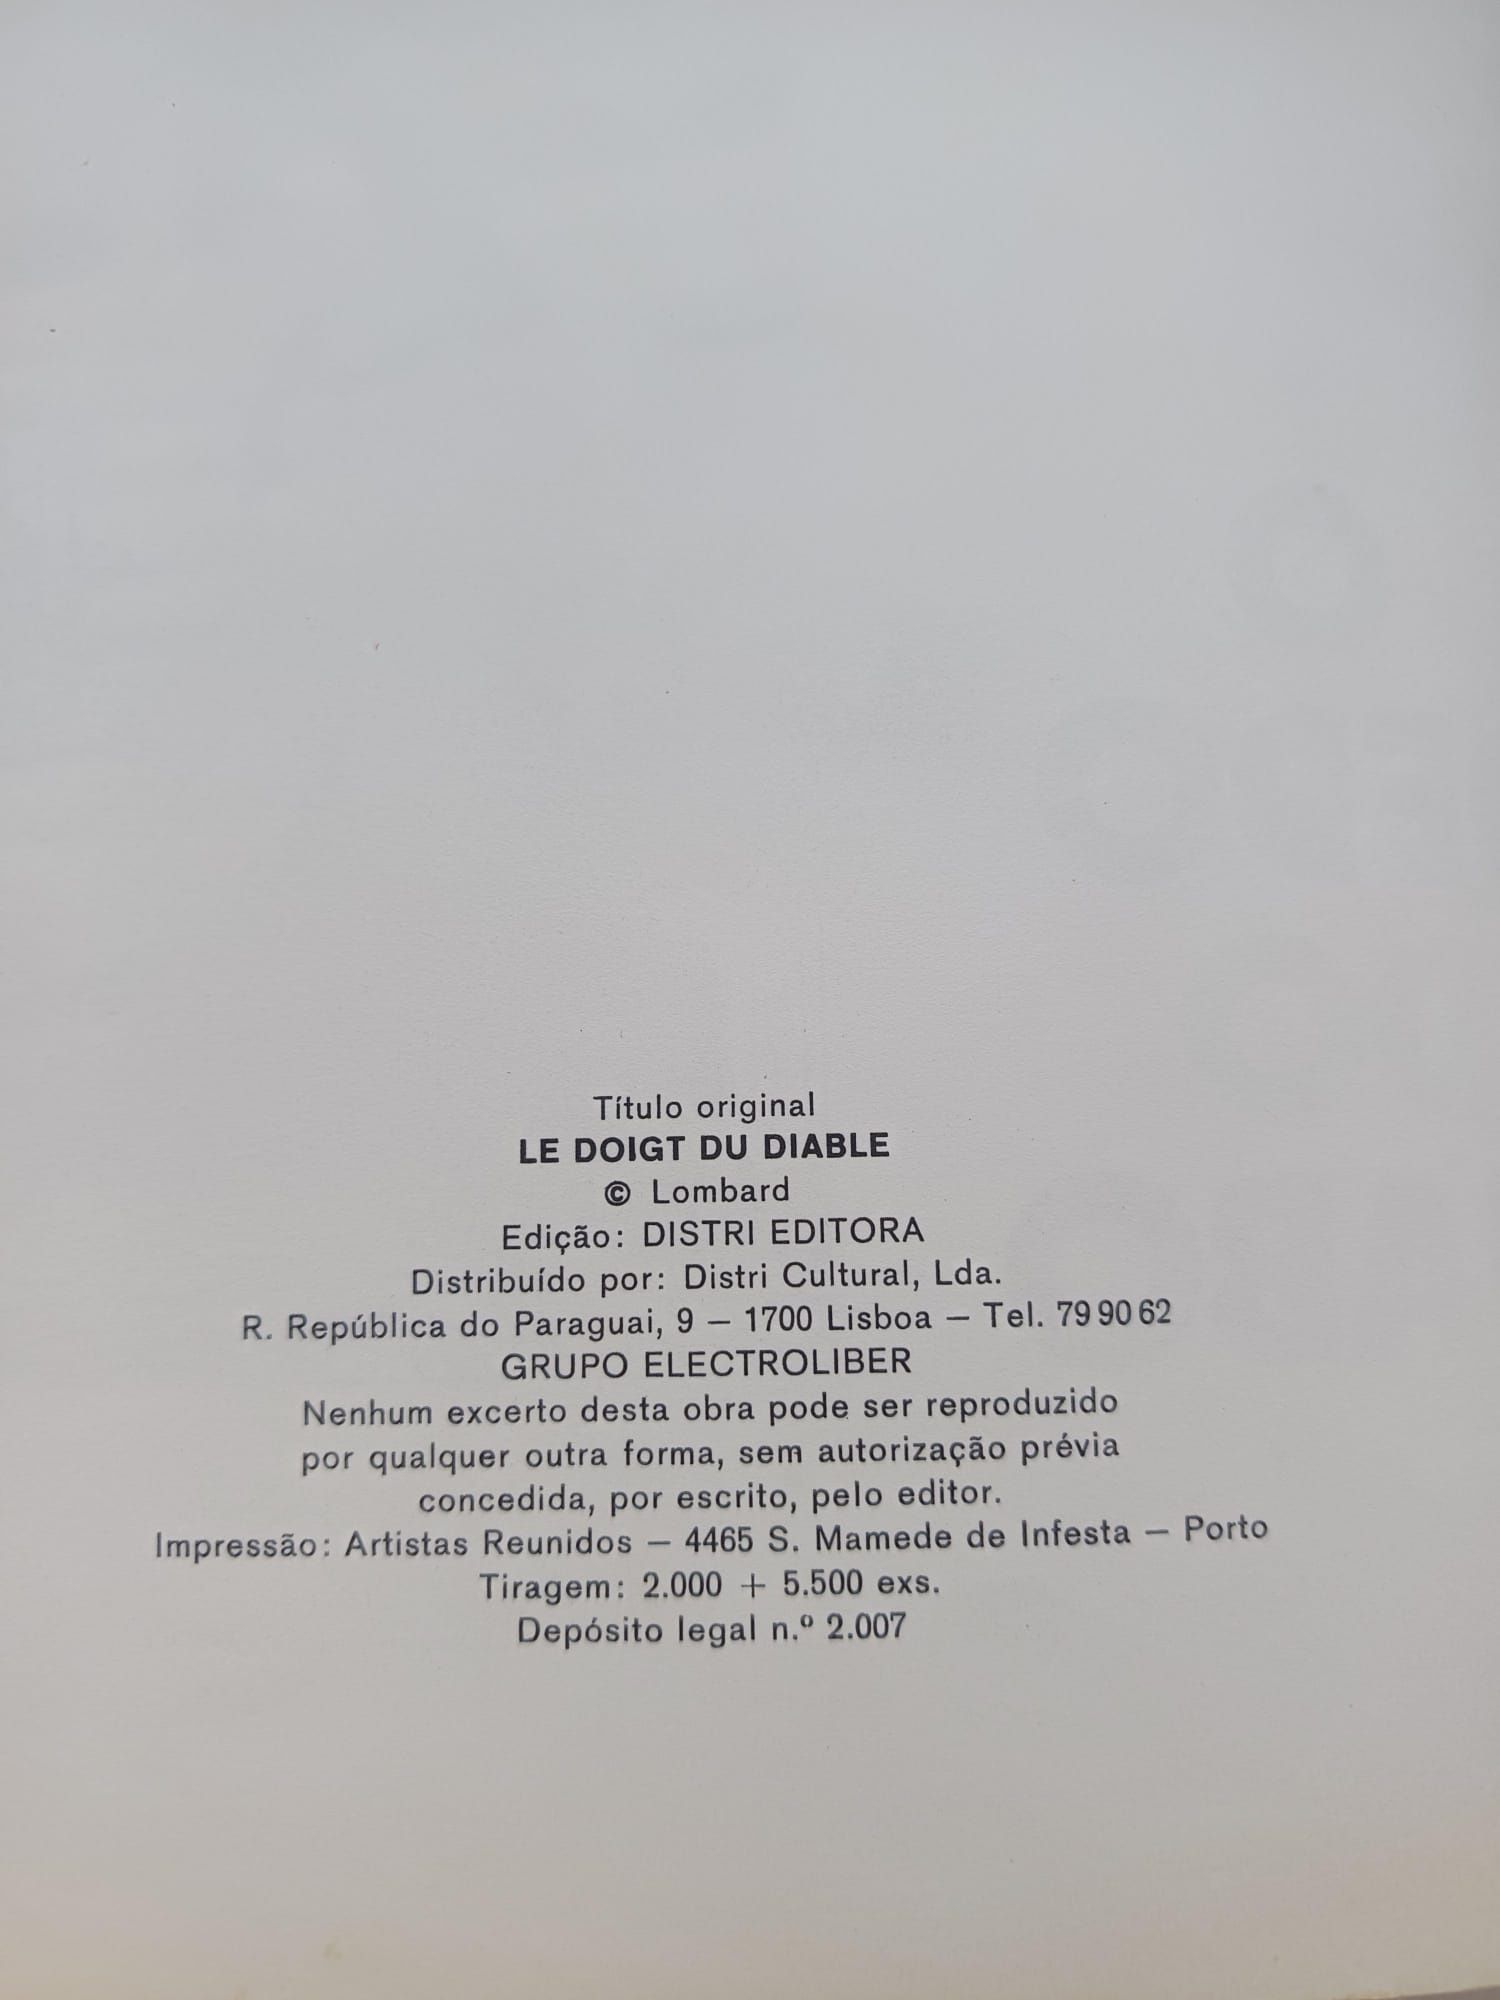 Título original
LE DOIGT DU DIABLE
© Lombard
Edição: DISTRI EDITORA
Distribuído por: Distri Cultural, Lda.
R. República do Paraguai, 9 — 1700 Lisboa — Tel. 79 90 62
GRUPO ELECTROLIBER
Nenhum excerto desta obra pode ser reproduzido
por qualquer outra forma, sem autorização prévia
concedida, por escrito, pelo editor.
Impressão: Artistas Reunidos — 4465 S. Mamede de Infesta — Porto
Tiragem: 2.000 + 5.500 exs.
Depósito legal n.º 2.007